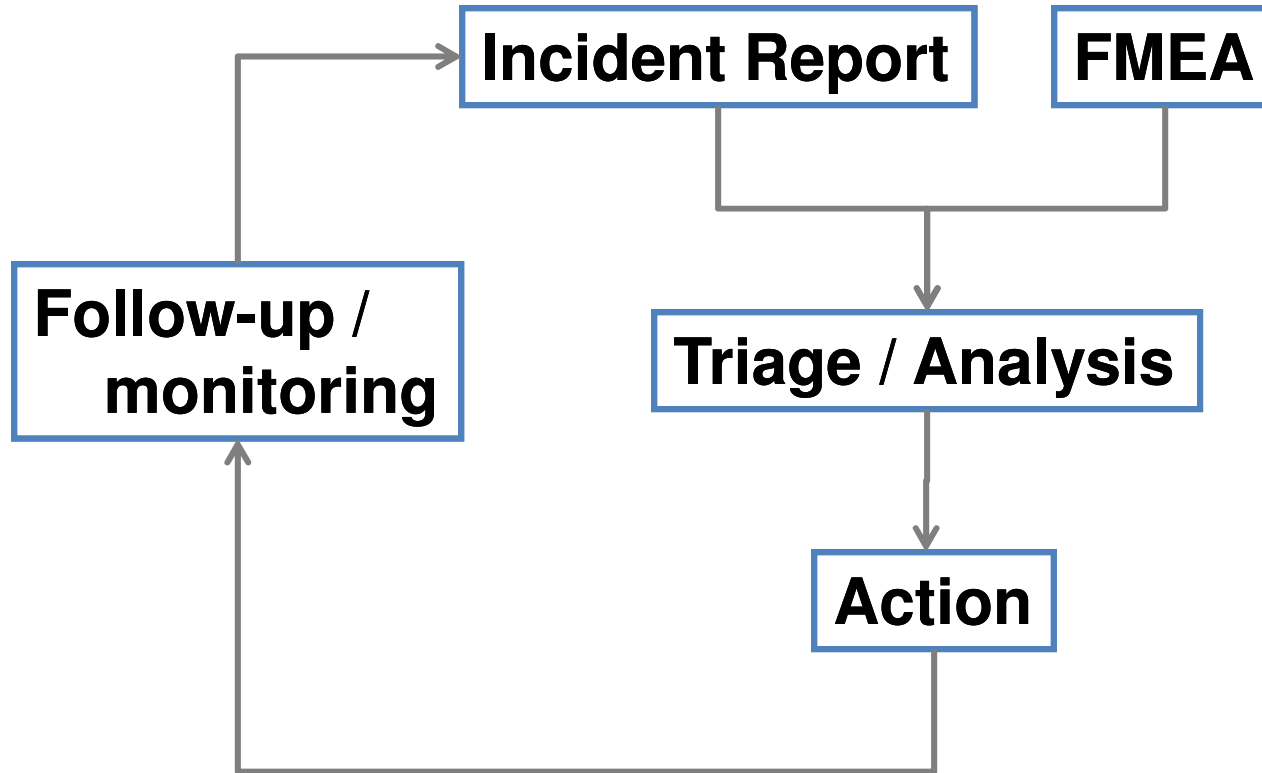 Incident Report
FMEA
Follow-up /
monitoring
Triage / Analysis
Action